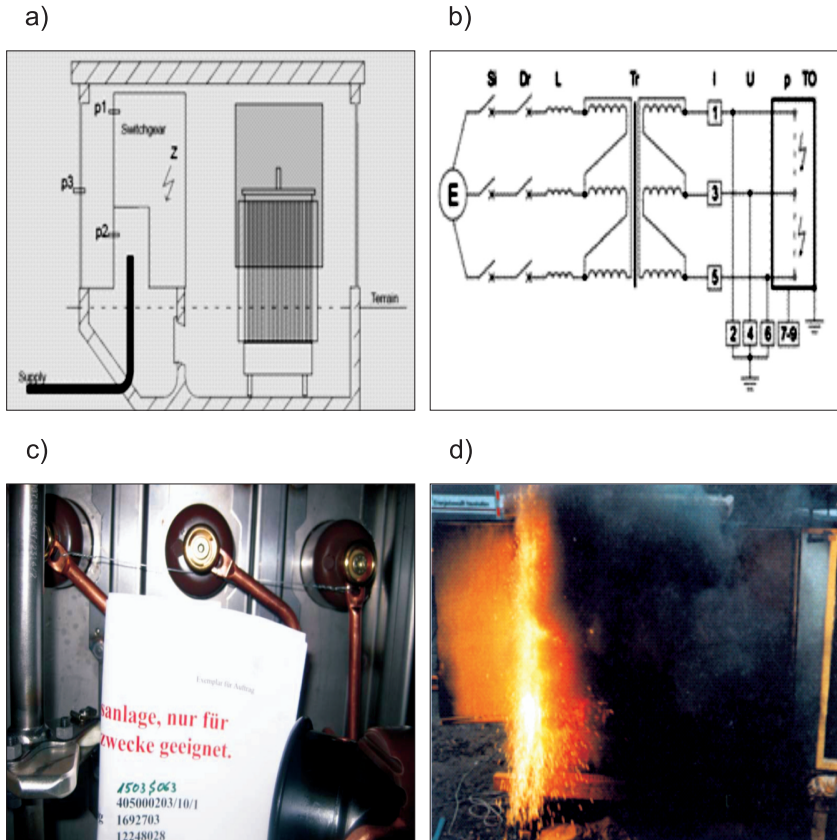 a)
b)
p1
Switchgear
Z
p3
p2
Terrain
Supply
Si Dr L Tr I U p TO
E
1
3
5
2 4 6 7-9
c)
d)
Exemplar für Auftrag
sanlage, nur für
zwecke geeignet.
1503$063
405000203/10/1
g 1692703
12248028